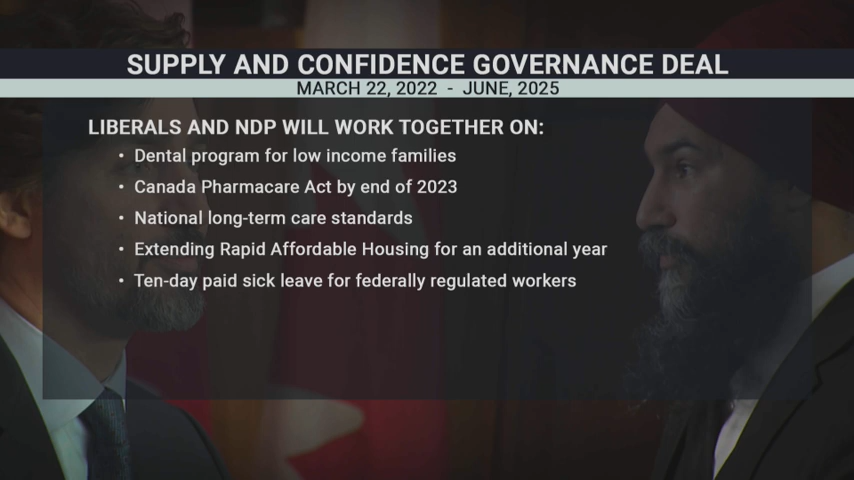 SUPPLY AND CONFIDENCE GOVERNANCE DEAL
MARCH 22, 2022 - JUNE, 2025
LIBERALS AND NDP WILL WORK TOGETHER ON:
• Dental program for low income families
• Canada Pharmacare Act by end of 2023
• National long-term care standards
• Extending Rapid Affordable Housing for an additional year
• Ten-day paid sick leave for federally regulated workers